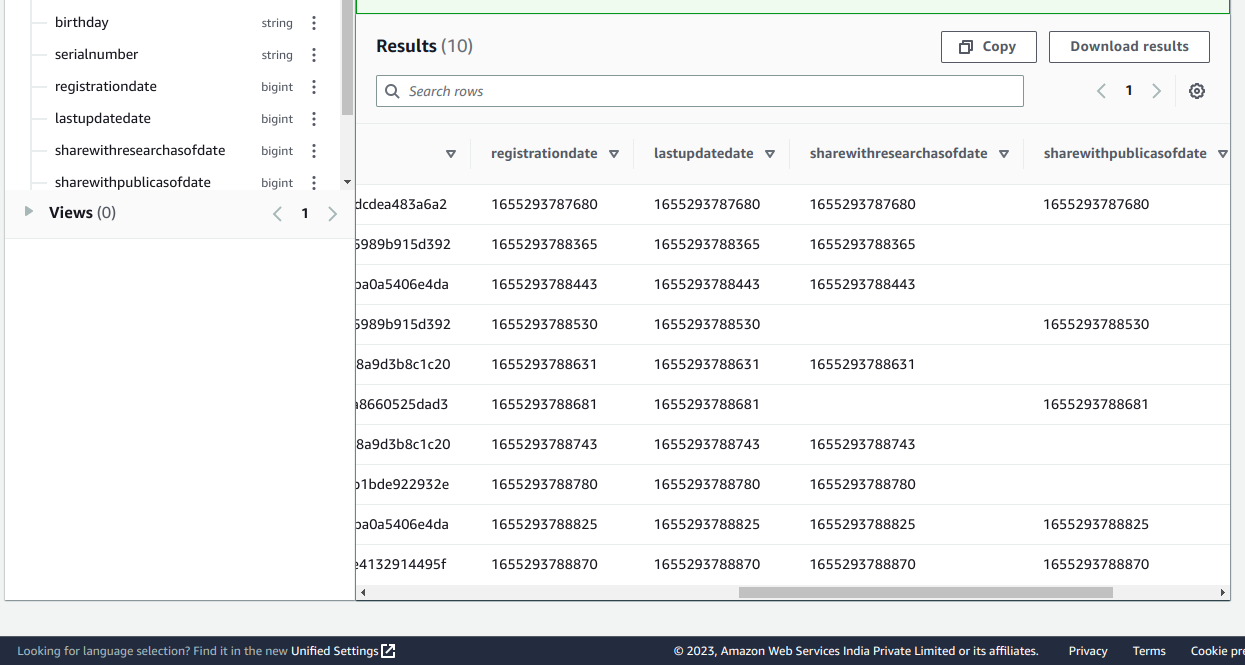 birthday string
serialnumber string
registrationdate bigint
lastupdatedate bigint
sharewithresearchasofdate bigint
sharewithpublicasofdate bigint
Views (0) 1
Results (10) Copy Download results
Search rows 1
registrationdate lastupdatedate sharewithresearchasofdate sharewithpublicasofdate
dcdea483a6a2 1655293787680 1655293787680 1655293787680 1655293787680
5989b915d392 1655293788365 1655293788365 1655293788365
ba0a5406e4da 1655293788443 1655293788443 1655293788443
5989b915d392 1655293788530 1655293788530 1655293788530
8a9d3b8c1c20 1655293788631 1655293788631 1655293788631
a8660525dad3 1655293788681 1655293788681 1655293788681
8a9d3b8c1c20 1655293788743 1655293788743 1655293788743
b1bde922932e 1655293788780 1655293788780 1655293788780
ba0a5406e4da 1655293788825 1655293788825 1655293788825 1655293788825
e4132914495f 1655293788870 1655293788870 1655293788870 1655293788870
Looking for language selection? Find it in the new Unified Settings © 2023, Amazon Web Services India Private Limited or its affiliates. Privacy Terms Cookie pre